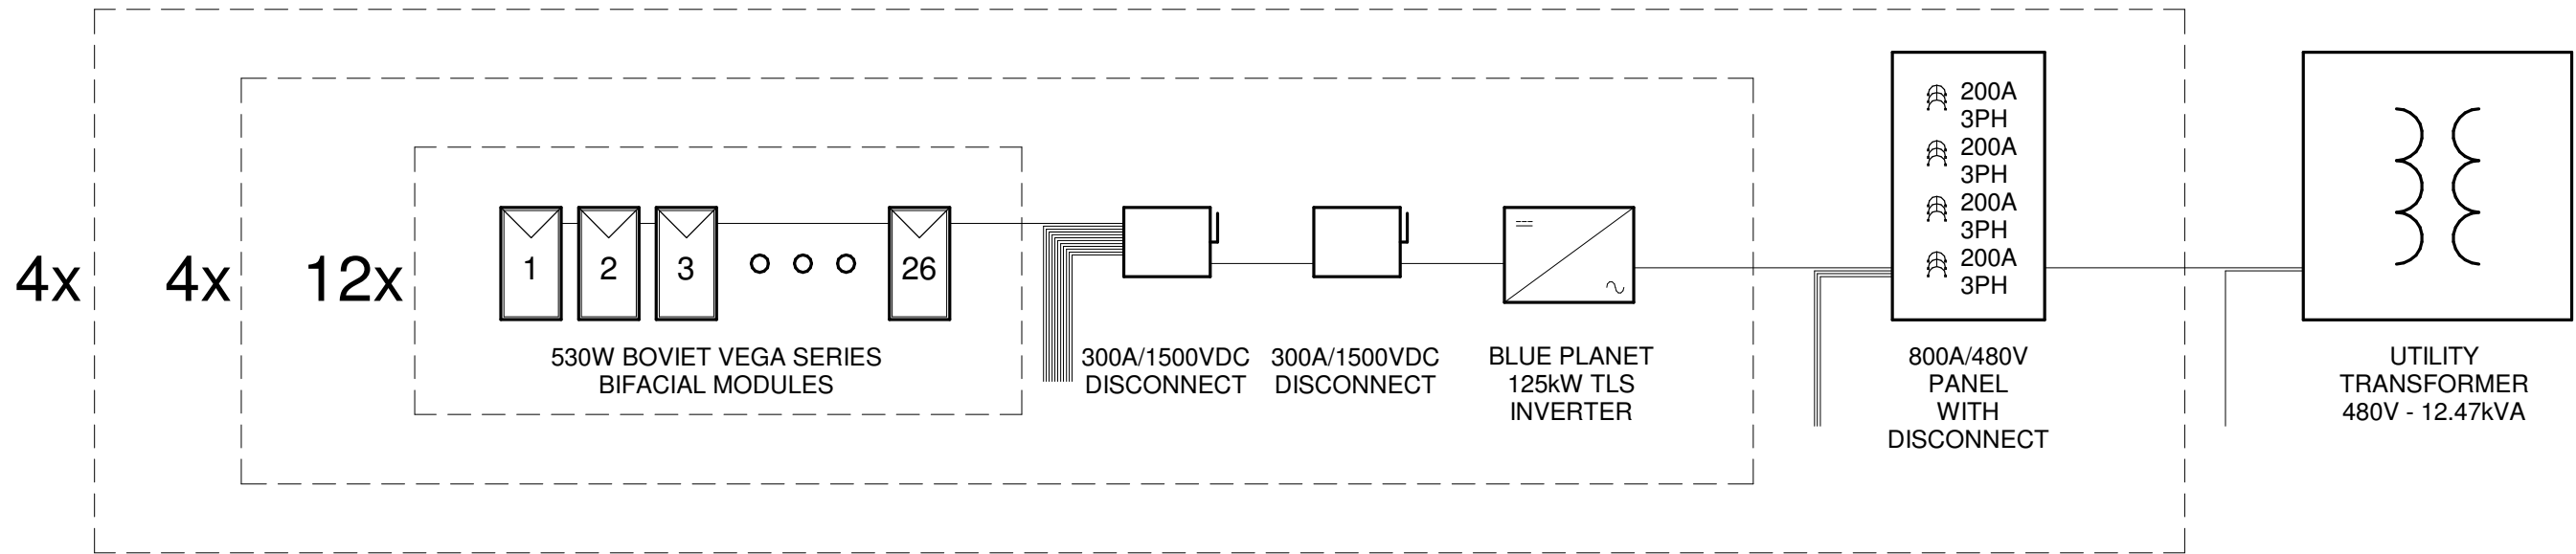 4x
4x
12x
1
2
3
26
530W BOVIET VEGA SERIES
BIFACIAL MODULES
300A/1500VDC
DISCONNECT
300A/1500VDC
DISCONNECT
BLUE PLANET
125kW TLS
INVERTER
200A
3PH
200A
3PH
200A
3PH
200A
3PH
800A/480V
PANEL
WITH
DISCONNECT
UTILITY
TRANSFORMER
480V - 12.47kVA